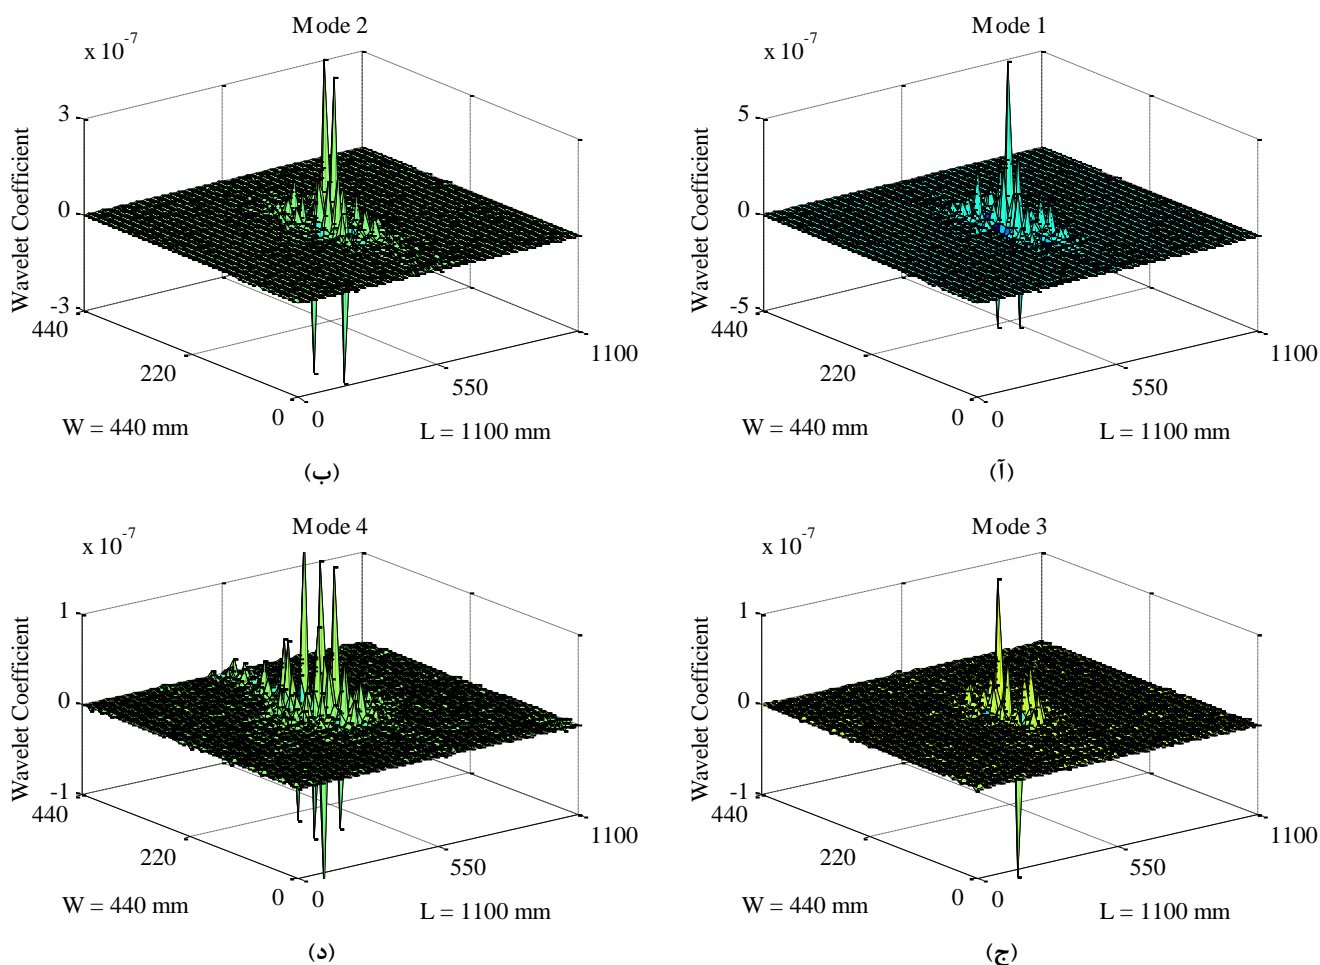 Mode 2
x 10^-7
Wavelet Coefficient
3
0
-3
440
220
0
0
550
1100
W = 440 mm
L = 1100 mm
(ب)
Mode 1
x 10^-7
Wavelet Coefficient
5
0
-5
440
220
0
0
550
1100
W = 440 mm
L = 1100 mm
(آ)
Mode 4
x 10^-7
Wavelet Coefficient
1
0
-1
440
220
0
0
550
1100
W = 440 mm
L = 1100 mm
(د)
Mode 3
x 10^-7
Wavelet Coefficient
1
0
-1
440
220
0
0
550
1100
W = 440 mm
L = 1100 mm
(ج)